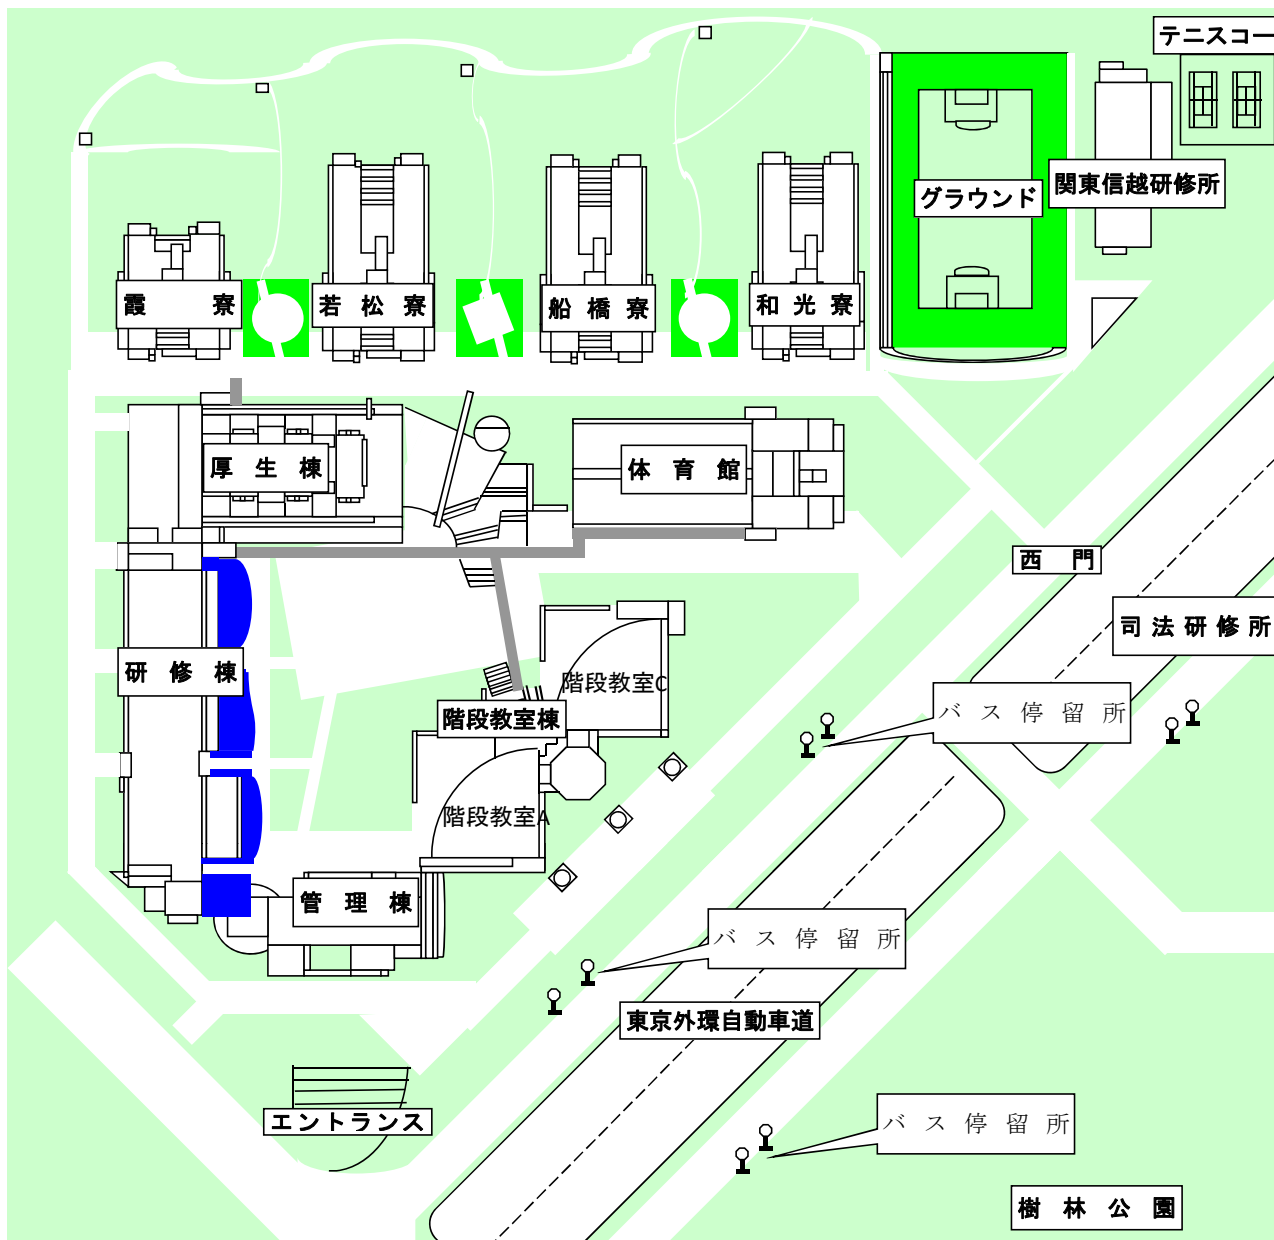 テニスコー
関東信越研修所
グラウンド
霞寮
若松寮
船橋寮
和光寮
厚生棟
体育館
西門
司法研修所
研修棟
階段教室C
階段教室棟
バス停留所
階段教室A
管理棟
バス停留所
東京外環自動車道
エントランス
バス停留所
樹林公園